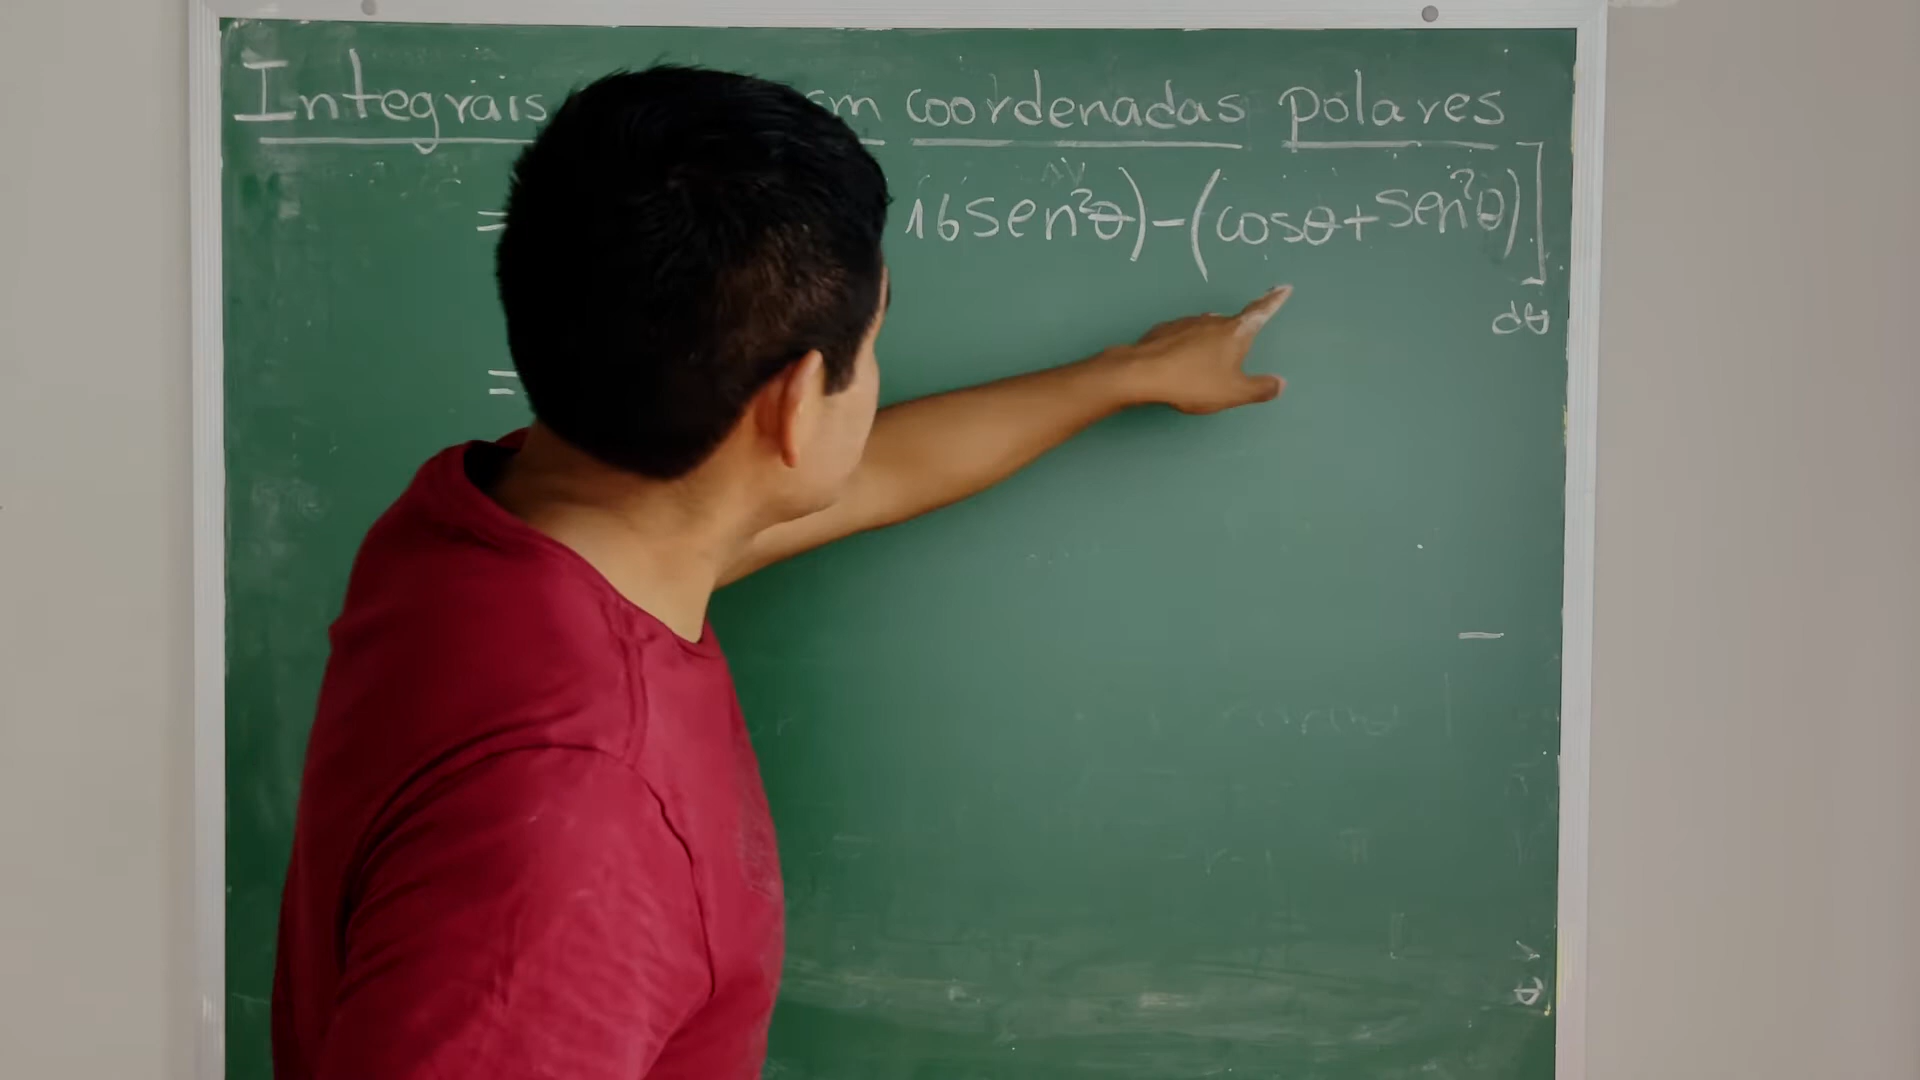 Integrais em coordenadas polares
= 16sen²θ)-(cosθ+sen²θ)]
dθ
=